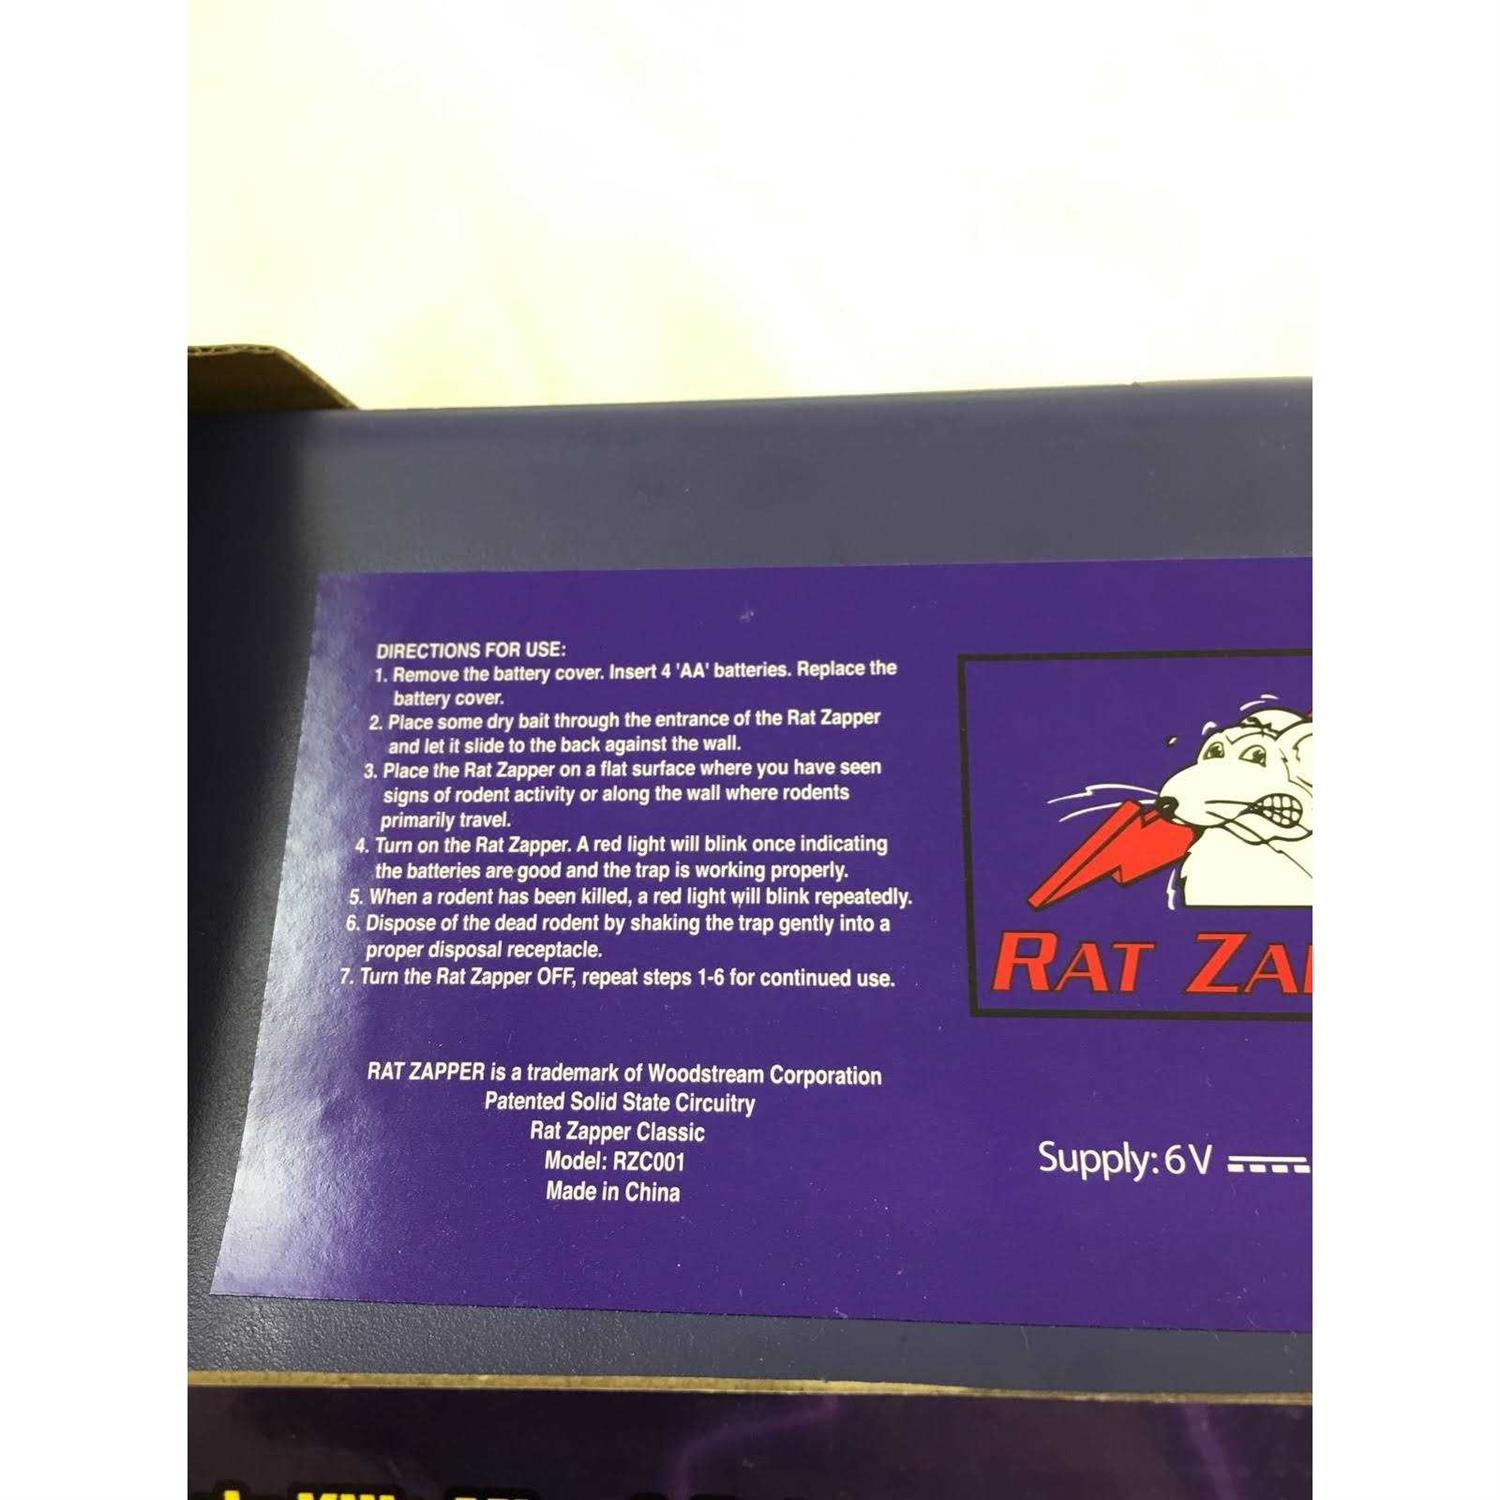 DIRECTIONS FOR USE:
1. Remove the battery cover. Insert 4 'AA' batteries. Replace the
battery cover.
2. Place some dry bait through the entrance of the Rat Zapper
and let it slide to the back against the wall.
3. Place the Rat Zapper on a flat surface where you have seen
signs of rodent activity or along the wall where rodents
primarily travel.
4. Turn on the Rat Zapper. A red light will blink once indicating
the batteries are good and the trap is working properly.
5. When a rodent has been killed, a red light will blink repeatedly.
6. Dispose of the dead rodent by shaking the trap gently into a
proper disposal receptacle.
7. Turn the Rat Zapper OFF, repeat steps 1-6 for continued use.
RAT ZAPPER is a trademark of Woodstream Corporation
Patented Solid State Circuitry
Rat Zapper Classic
Model: RZC001
Made in China
RAT ZA
Supply: 6V